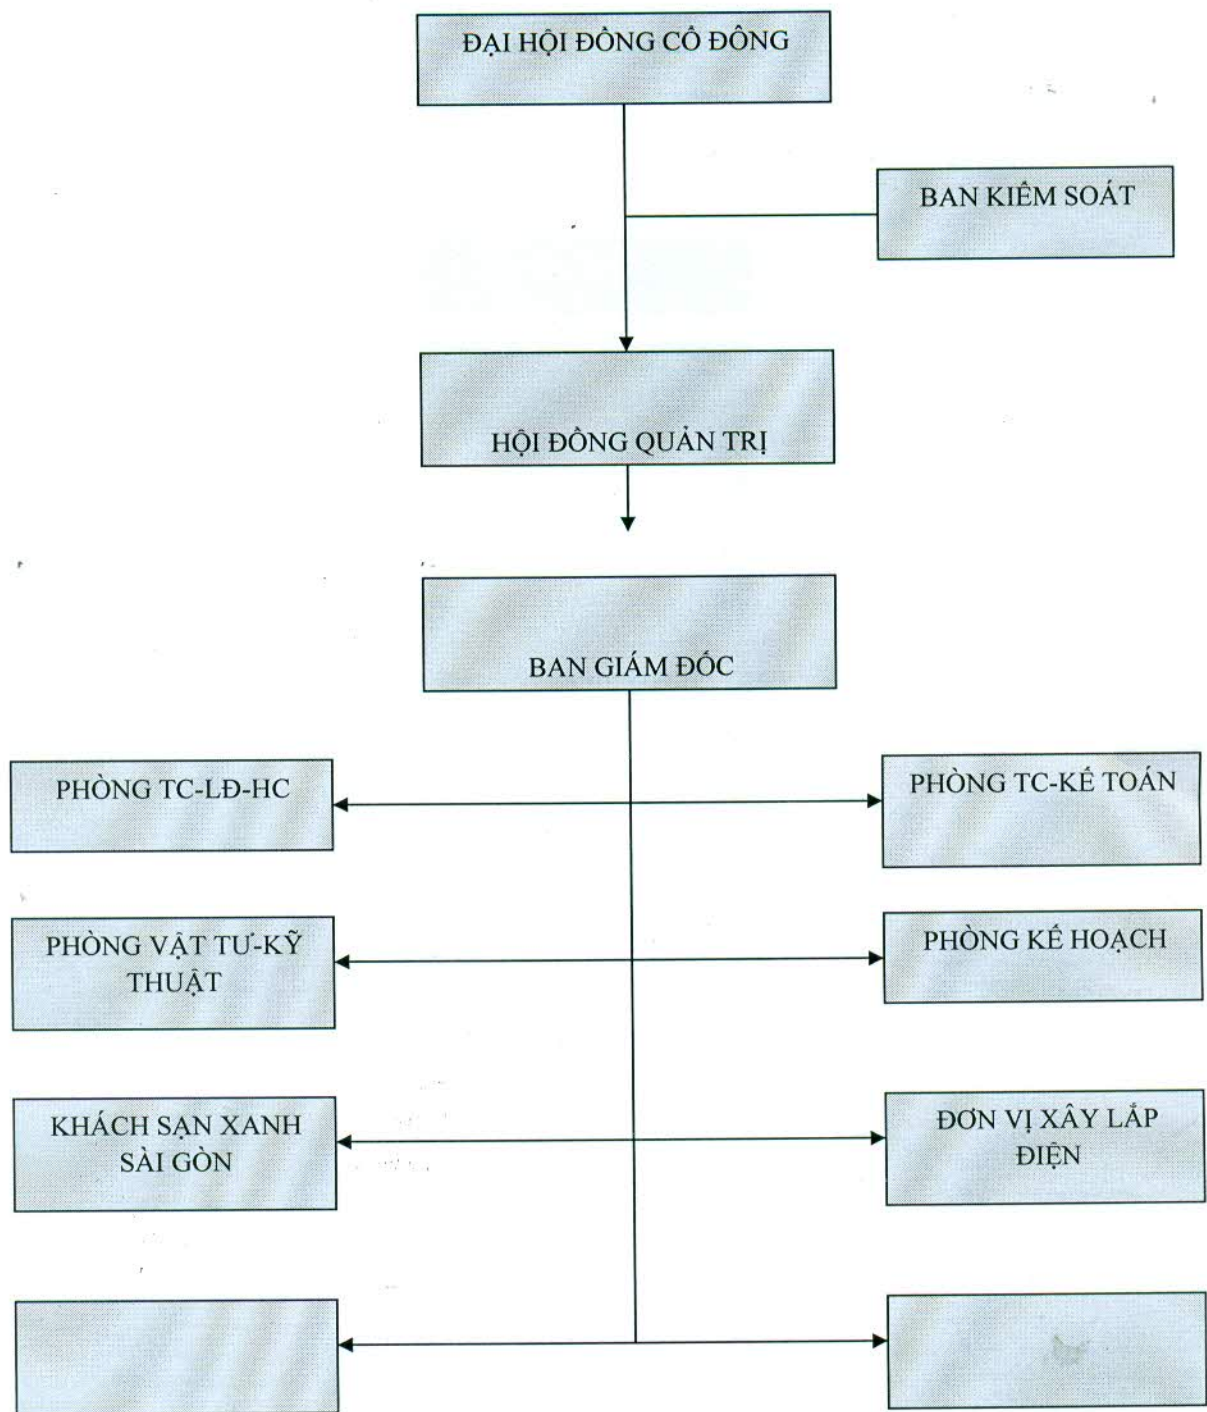 ĐẠI HỘI ĐỒNG CỔ ĐÔNG
BAN KIỂM SOÁT
HỘI ĐỒNG QUẢN TRỊ
BAN GIÁM ĐỐC
PHÒNG TC-LĐ-HC
PHÒNG TC-KẾ TOÁN
PHÒNG VẬT TƯ-KỸ
THUẬT
PHÒNG KẾ HOẠCH
KHÁCH SẠN XANH
SÀI GÒN
ĐƠN VỊ XÂY LẮP
ĐIỆN